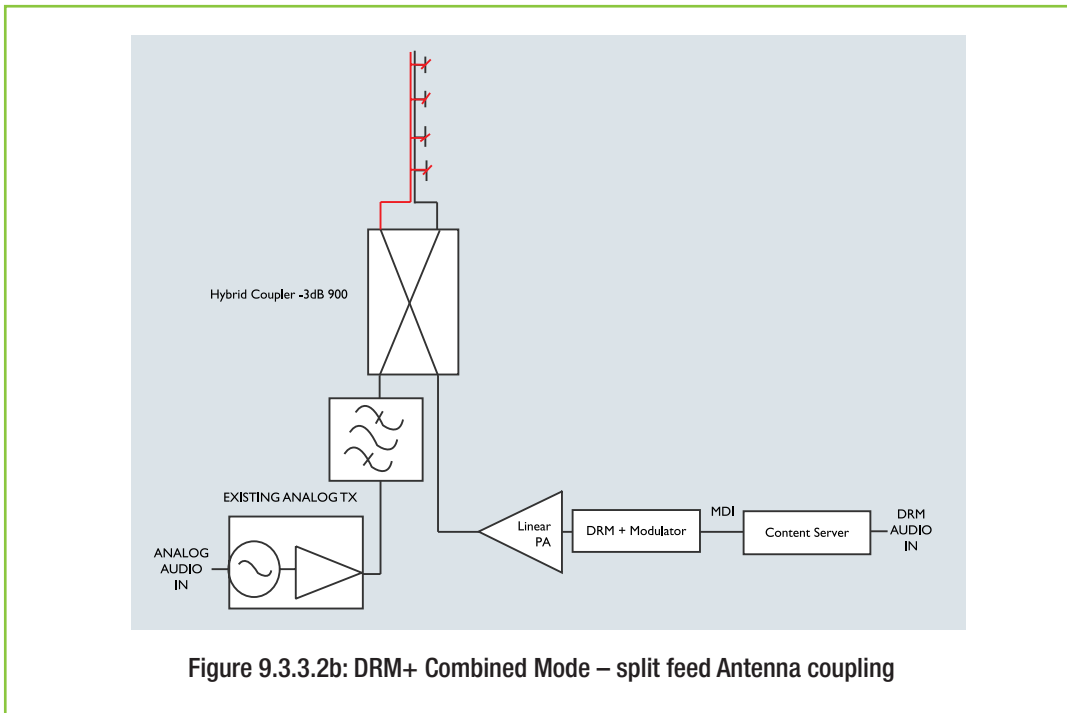 Hybrid Coupler -3dB 900
EXISTING ANALOG TX
ANALOG
AUDIO
IN
Linear
PA
DRM + Modulator
MDI
Content Server
DRM
AUDIO
IN
Figure 9.3.3.2b: DRM+ Combined Mode – split feed Antenna coupling